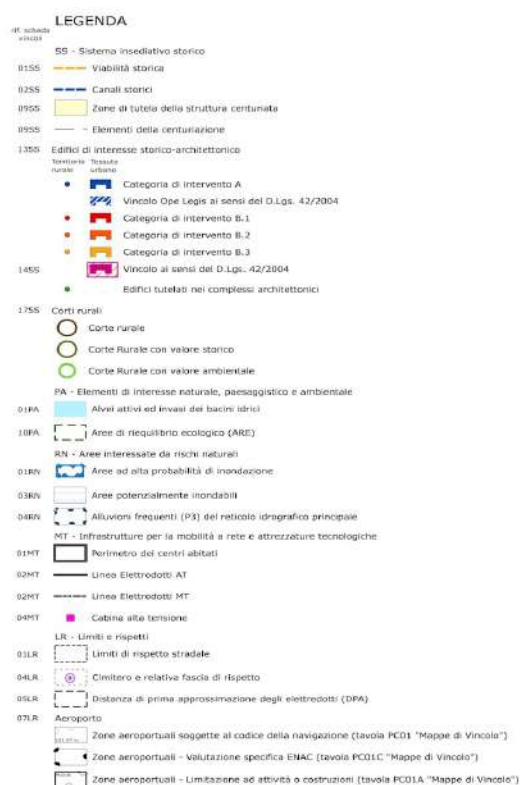 LEGENDA
rif. scheda
vincoli
SS - Sistema insediativo storico
01SS Viabilità storica
02SS Canali storici
09SS Zone di tutela della struttura centuriata
09SS Elementi della centuriazione
13SS Edifici di interesse storico-architettonico
Territorio Tessuto
rurale urbano
Categoria di intervento A
Vincolo Ope Legis ai sensi del D.Lgs. 42/2004
Categoria di intervento B.1
Categoria di intervento B.2
Categoria di intervento B.3
14SS Vincolo ai sensi del D.Lgs. 42/2004
Edifici tutelati nei complessi architettonici
17SS Corti rurali
Corte rurale
Corte Rurale con valore storico
Corte Rurale con valore ambientale
PA - Elementi di interesse naturale, paesaggistico e ambientale
01PA Alvei attivi ed invasi dei bacini idrici
10PA Aree di riequilibrio ecologico (ARE)
RN - Aree interessate da rischi naturali
01RN Aree ad alta probabilità di inondazione
03RN Aree potenzialmente inondabili
04RN Alluvioni frequenti (P3) del reticolo idrografico principale
MT - Infrastrutture per la mobilità a rete e attrezzature tecnologiche
01MT Perimetro dei centri abitati
02MT Linea Elettrodotti AT
02MT Linea Elettrodotti MT
04MT Cabina alta tensione
LR - Limiti e rispetti
01LR Limiti di rispetto stradale
04LR Cimitero e relativa fascia di rispetto
05LR Distanza di prima approssimazione degli elettrodotti (DPA)
07LR Aeroporto
Zone aeroportuali soggette al codice della navigazione (tavola PC01 "Mappe di Vincolo")
Zone aeroportuali - Valutazione specifica ENAC (tavola PC01C "Mappe di Vincolo")
Zone aeroportuali - Limitazione ad attività o costruzioni (tavola PC01A "Mappe di Vincolo")